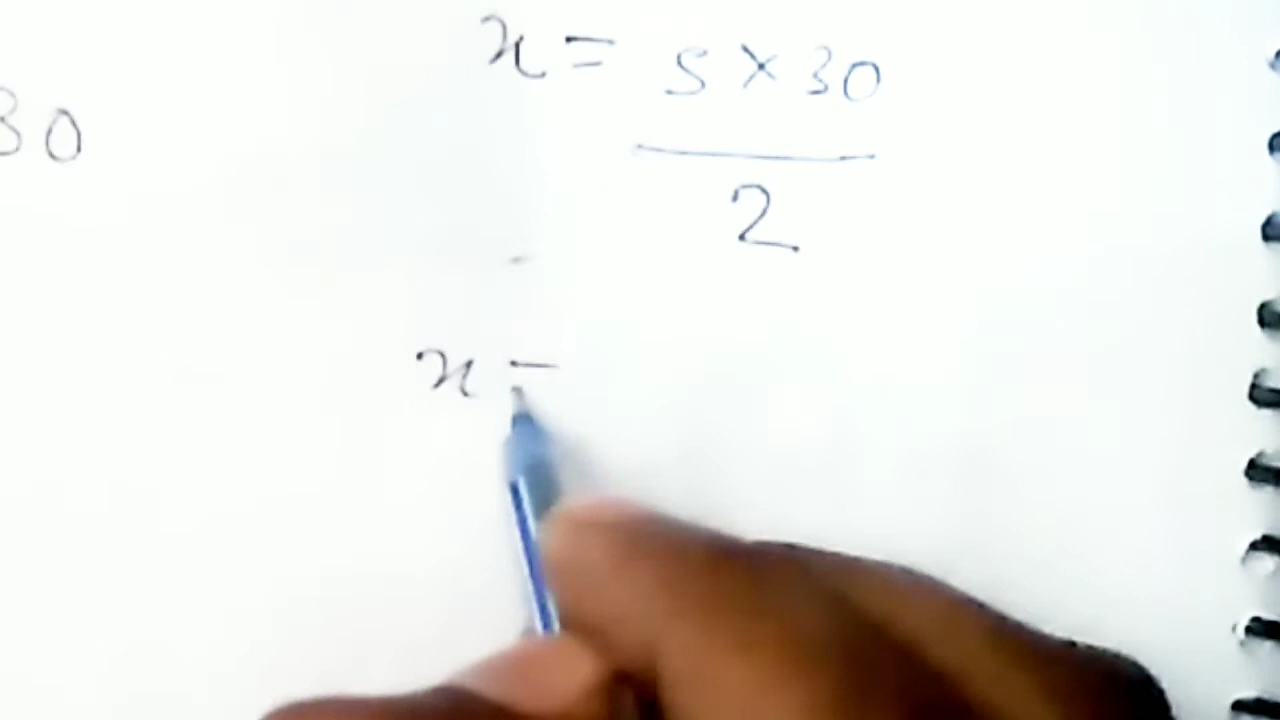 x = 5 × 30
30
2
x =